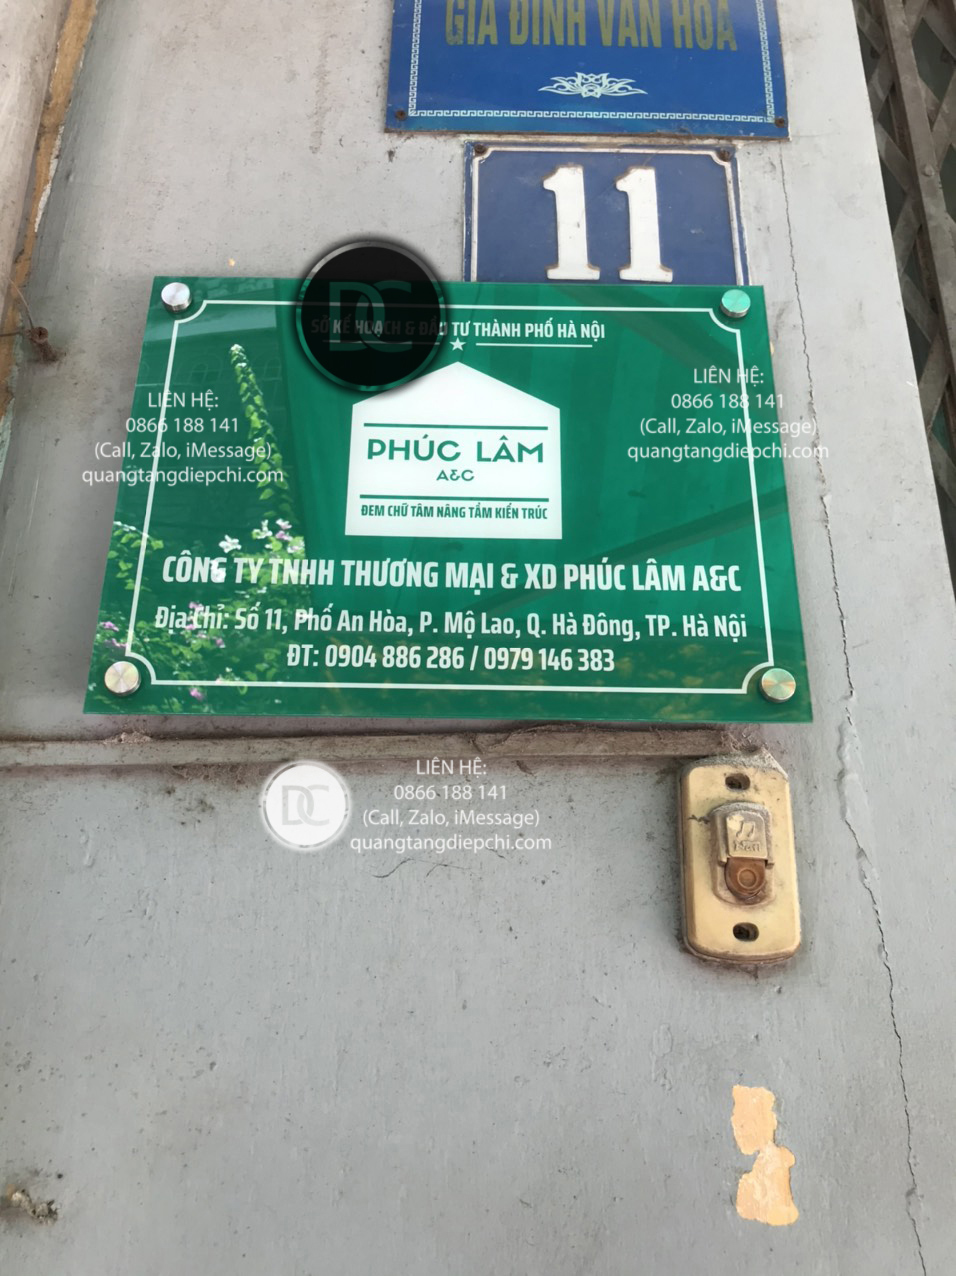 GIA ĐÌNH VĂN HÓA
11
SỞ KẾ HOẠCH & ĐẦU TƯ THÀNH PHỐ HÀ NỘI
PHÚC LÂM
A&C
ĐEM CHỮ TÂM NÂNG TẦM KIẾN TRÚC
CÔNG TY TNHH THƯƠNG MẠI & XD PHÚC LÂM A&C
Địa Chỉ: Số 11, Phố An Hòa, P. Mộ Lao, Q. Hà Đông, TP. Hà Nội
ĐT: 0904 886 286 / 0979 146 383
DC
LIÊN HỆ:
0866 188 141
(Call, Zalo, iMessage)
quangtangdiepchi.com
LIÊN HỆ:
0866 188 141
(Call, Zalo, iMessage)
quangtangdiepchi.com
DC
LIÊN HỆ:
0866 188 141
(Call, Zalo, iMessage)
quangtangdiepchi.com